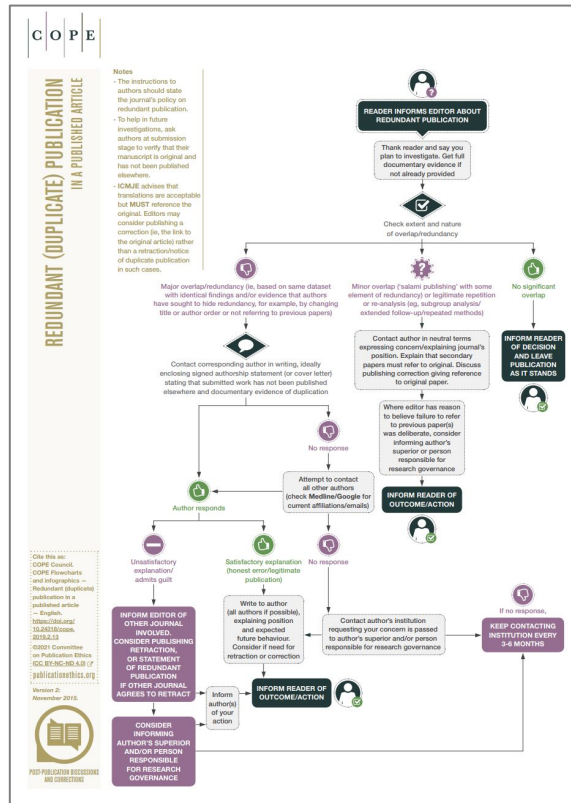 C O P E
REDUNDANT (DUPLICATE) PUBLICATION
IN A PUBLISHED ARTICLE
Notes
- The instructions to
authors should state
the journal's policy on
redundant publication.
- To help in future
investigations, ask
authors at submission
stage to verify that their
manuscript is original and
has not been published
elsewhere.
- ICMJE advises that
translations are acceptable
but MUST reference the
original. Editors may
consider publishing a
correction (ie, the link to
the original article) rather
than a retraction/notice
of duplicate publication
in such cases.
READER INFORMS EDITOR ABOUT
REDUNDANT PUBLICATION
Thank reader and say you
plan to investigate. Get full
documentary evidence if
not already provided
Check extent and nature
of overlap/redundancy
Major overlap/redundancy (ie, based on same dataset
with identical findings and/or evidence that authors
have sought to hide redundancy, for example, by changing
title or author order or not referring to previous papers)
Minor overlap ('salami publishing' with some
element of redundancy) or legitimate repetition
or re-analysis (eg, subgroup analysis/
extended follow-up/repeated methods)
No significant
overlap
Contact author in neutral terms
expressing concern/explaining journal's
position. Explain that secondary
papers must refer to original. Discuss
publishing correction giving reference
to original paper.
INFORM READER
OF DECISION
AND LEAVE
PUBLICATION
AS IT STANDS
Contact corresponding author in writing, ideally
enclosing signed authorship statement (or cover letter)
stating that submitted work has not been published
elsewhere and documentary evidence of duplication
Where editor has reason
to believe failure to refer
to previous paper(s)
was deliberate, consider
informing author's
superior or person
responsible for
research governance
No response
Attempt to contact
all other authors
(check Medline/Google for
current affiliations/emails)
INFORM READER OF
OUTCOME/ACTION
Author responds
Unsatisfactory
explanation/
admits guilt
Satisfactory explanation
(honest error/legitimate
publication)
No response
INFORM EDITOR OF
OTHER JOURNAL
INVOLVED.
CONSIDER PUBLISHING
RETRACTION,
OR STATEMENT
OF REDUNDANT
PUBLICATION
IF OTHER JOURNAL
AGREES TO RETRACT
Write to author
(all authors if possible),
explaining position
and expected
future behaviour.
Consider if need for
retraction or correction
Contact author's institution
requesting your concern is passed
to author's superior and/or person
responsible for research governance
If no response,
KEEP CONTACTING
INSTITUTION EVERY
3-6 MONTHS
Inform
author(s)
of your
action
INFORM READER OF
OUTCOME/ACTION
CONSIDER
INFORMING
AUTHOR'S SUPERIOR
AND/OR PERSON
RESPONSIBLE
FOR RESEARCH
GOVERNANCE
Cite this as:
COPE Council.
COPE Flowcharts
and infographics —
Redundant (duplicate)
publication in a
published article
— English.
https://doi.org/
10.24318/cope.
2019.2.13
©2021 Committee
on Publication Ethics
(CC BY-NC-ND 4.0)
publicationethics.org
Version 2:
November 2015.
POST-PUBLICATION DISCUSSIONS
AND CORRECTIONS